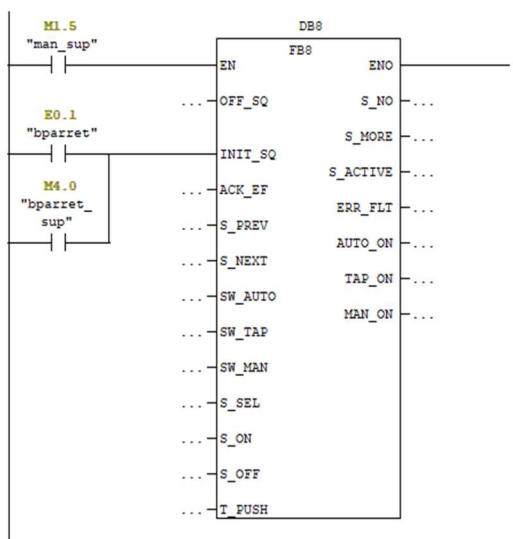 M1.5
"man_sup"
DB8
FB8
EN
ENO
... OFF_SQ
S_NO ...
E0.1
"bparret"
S_MORE ...
INIT_SQ
S_ACTIVE ...
M4.0
"bparret_
sup"
... ACK_EF
ERR_FLT ...
... S_PREV
AUTO_ON ...
... S_NEXT
TAP_ON ...
... SW_AUTO
MAN_ON ...
... SW_TAP
... SW_MAN
... S_SEL
... S_ON
... S_OFF
... T_PUSH